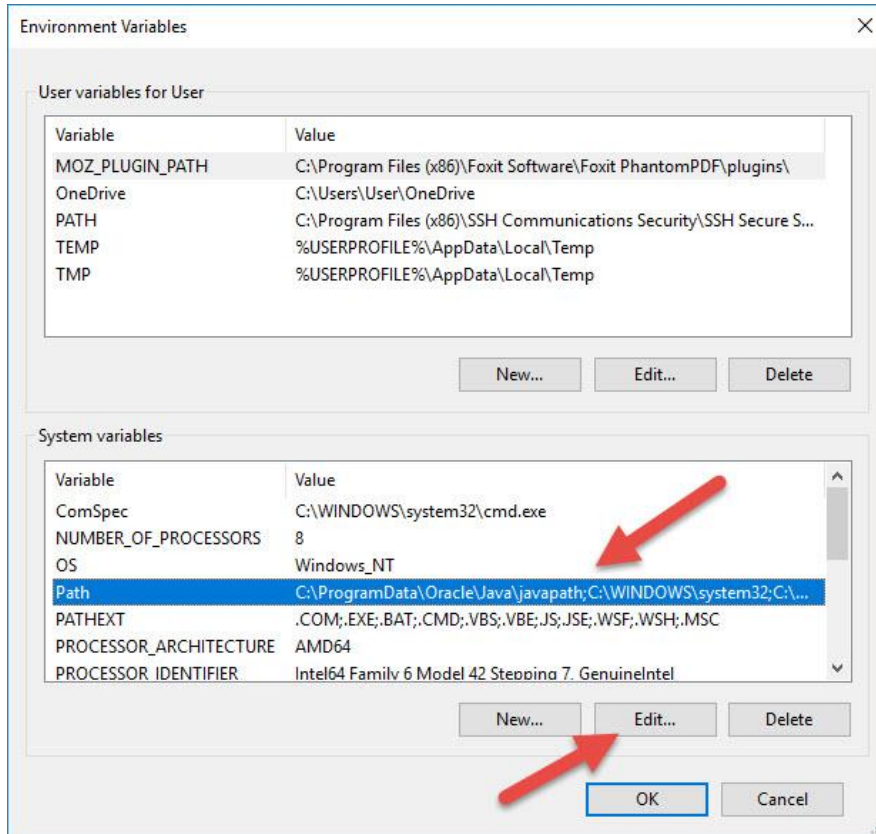 Environment Variables
User variables for User
Variable Value
MOZ_PLUGIN_PATH C:\Program Files (x86)\Foxit Software\Foxit PhantomPDF\plugins\
OneDrive C:\Users\User\OneDrive
PATH C:\Program Files (x86)\SSH Communications Security\SSH Secure S...
TEMP %USERPROFILE%\AppData\Local\Temp
TMP %USERPROFILE%\AppData\Local\Temp
New... Edit... Delete
System variables
Variable Value
ComSpec C:\WINDOWS\system32\cmd.exe
NUMBER_OF_PROCESSORS 8
OS Windows_NT
Path C:\ProgramData\Oracle\Java\javapath;C:\WINDOWS\system32;C:\...
PATHEXT .COM;.EXE;.BAT;.CMD;.VBS;.VBE;.JS;.JSE;.WSF;.WSH;.MSC
PROCESSOR_ARCHITECTURE AMD64
PROCESSOR IDENTIFIER Intel64 Family 6 Model 42 Stepping 7, GenuineIntel
New... Edit... Delete
OK Cancel